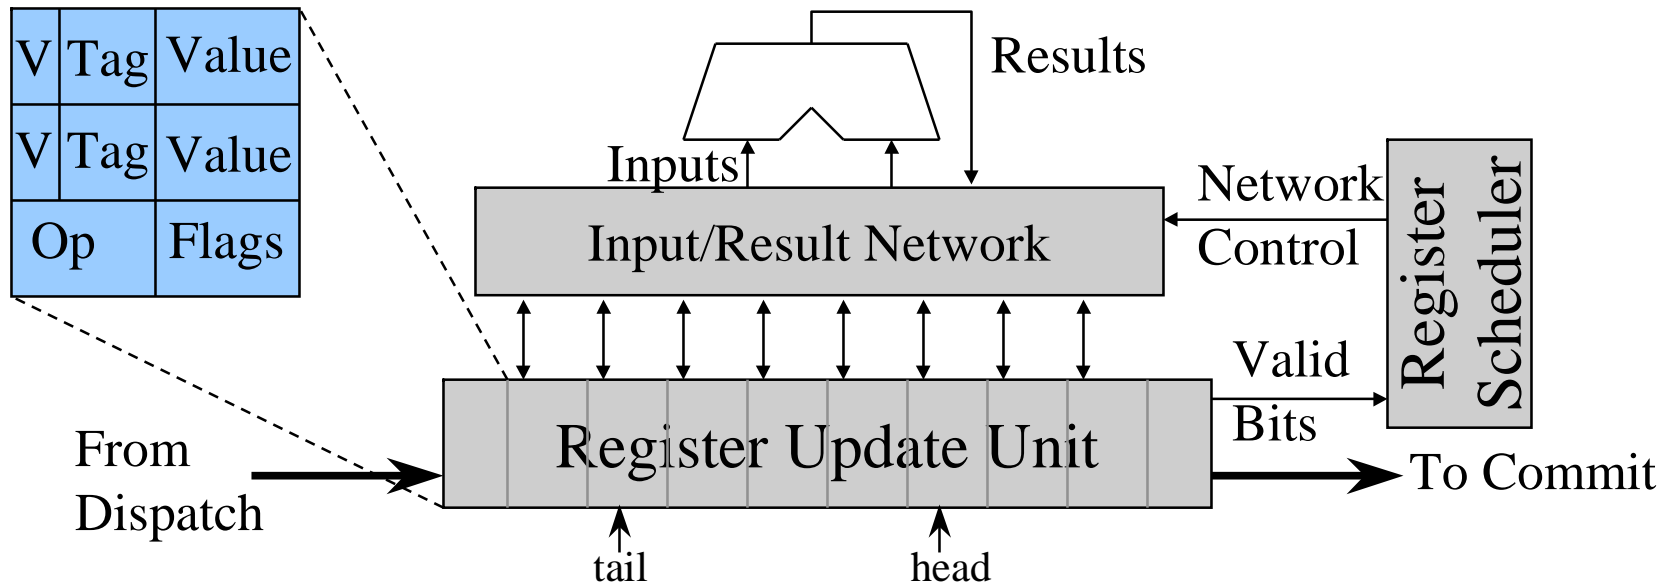 V Tag Value
V Tag Value
Op Flags
Results
Inputs
Input/Result Network
Network
Control
Register
Scheduler
Valid
Bits
From
Dispatch
Register Update Unit
To Commit
tail
head